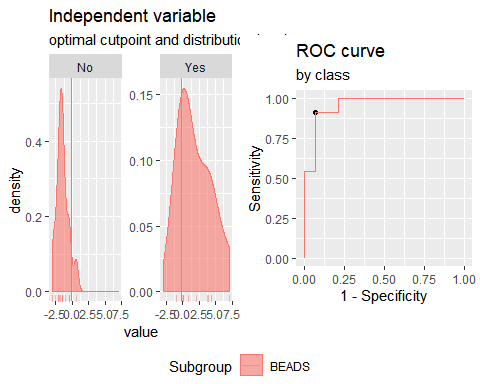 Independent variable
optimal cutpoint and distributio
No
Yes
density
0.4
0.2
0.0
0.15
0.10
0.05
0.00
-2.50.02.55.07.5
-2.50.02.55.07.5
value
ROC curve
by class
Sensitivity
1.00
0.75
0.50
0.25
0.00
0.00 0.25 0.50 0.75 1.00
1 - Specificity
Subgroup BEADS